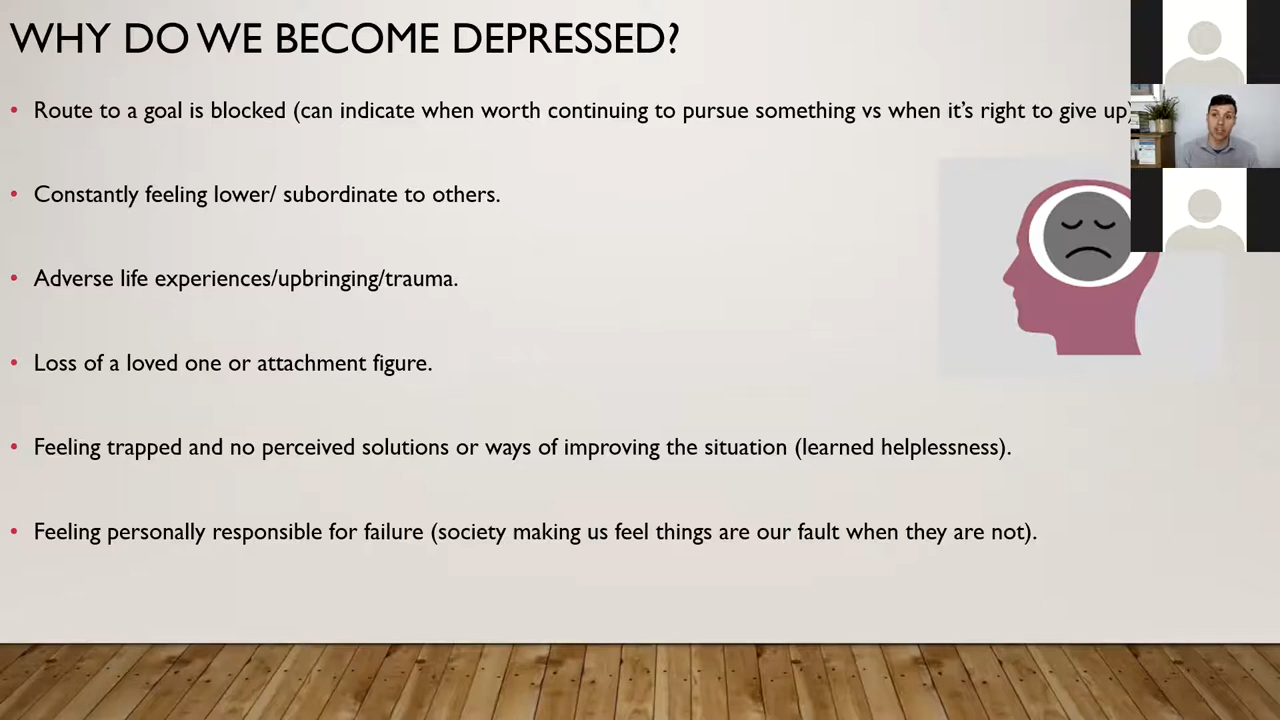 WHY DO WE BECOME DEPRESSED?
• Route to a goal is blocked (can indicate when worth continuing to pursue something vs when it’s right to give up)
• Constantly feeling lower/ subordinate to others.
• Adverse life experiences/upbringing/trauma.
• Loss of a loved one or attachment figure.
• Feeling trapped and no perceived solutions or ways of improving the situation (learned helplessness).
• Feeling personally responsible for failure (society making us feel things are our fault when they are not).